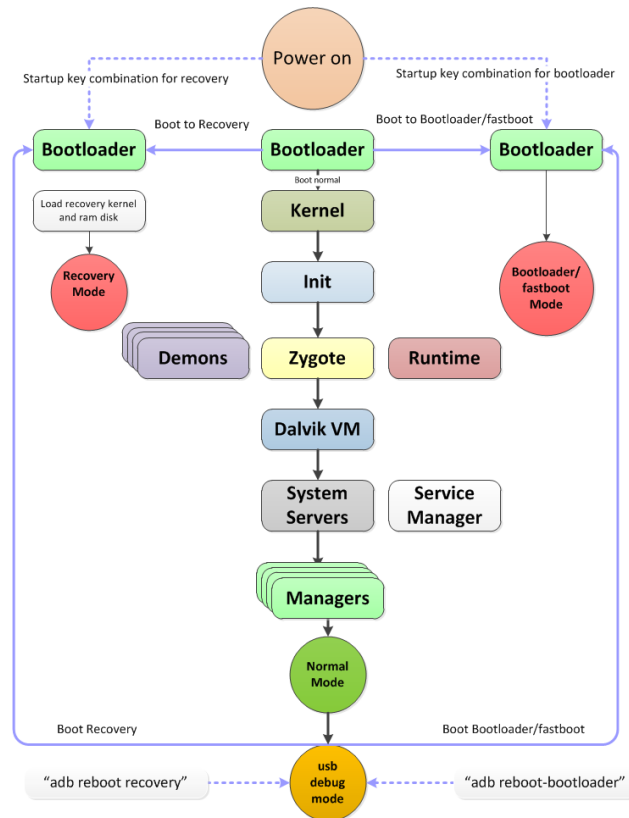 Power on
Startup key combination for recovery
Startup key combination for bootloader
Boot to Recovery
Boot to Bootloader/fastboot
Bootloader
Bootloader
Bootloader
Boot normal
Load recovery kernel
and ram disk
Kernel
Recovery
Mode
Init
Bootloader/
fastboot
Mode
Demons
Zygote
Runtime
Dalvik VM
System
Servers
Service
Manager
Managers
Normal
Mode
Boot Recovery
Boot Bootloader/fastboot
usb
debug
mode
“adb reboot recovery”
“adb reboot-bootloader”